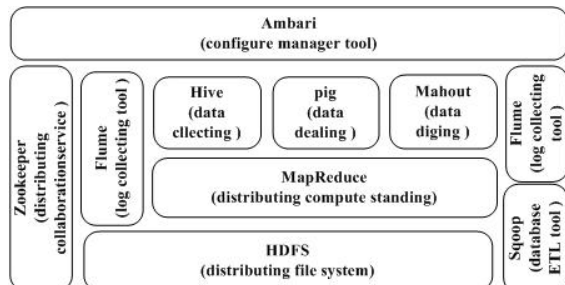 Ambari
(configure manager tool)
Zookeeper
(distributing
collaborationservice )
Flume
(log collecting tool )
Hive
(data
cllecting )
pig
(data
dealing )
Mahout
(data
diging )
Flume
(log collecting
tool )
MapReduce
(distributing compute standing)
HDFS
(distributing file system)
Sqoop
(database
ETL tool )